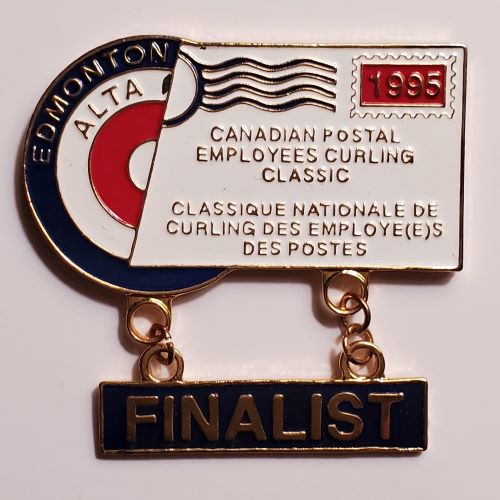 EDMONTON
ALTA
1995
CANADIAN POSTAL
EMPLOYEES CURLING
CLASSIC
CLASSIQUE NATIONALE DE
CURLING DES EMPLOYE(E)S
DES POSTES
FINALIST